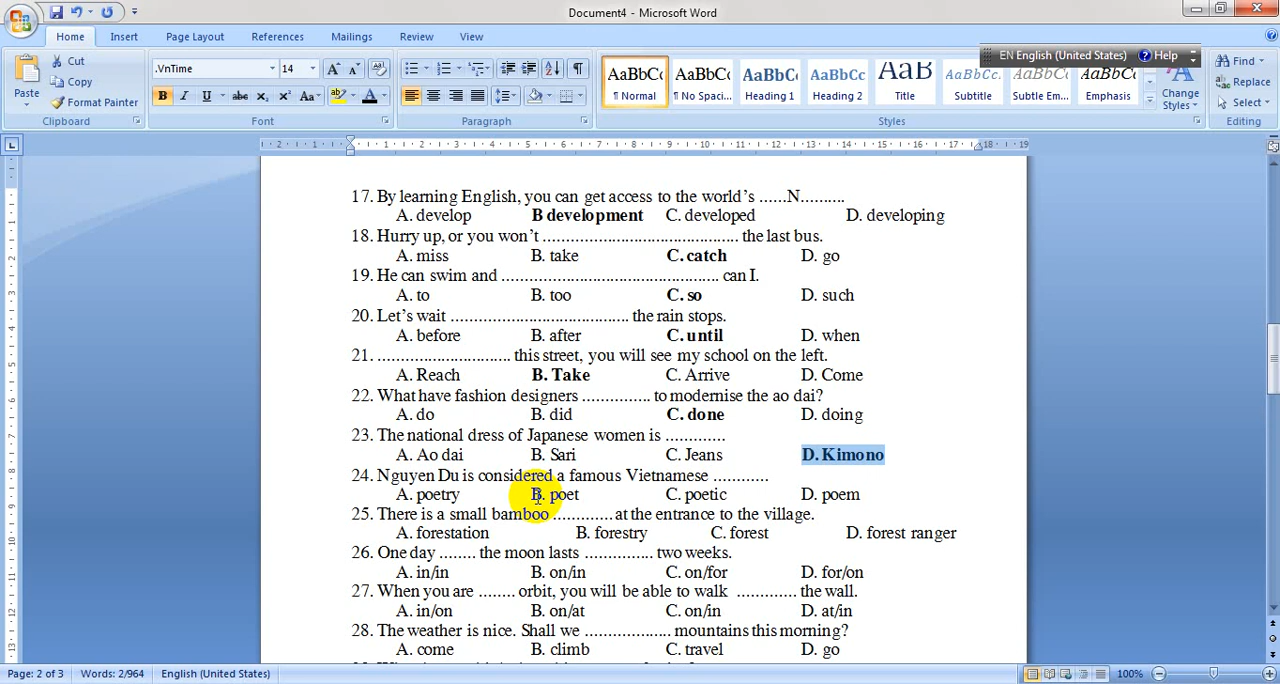 Document4 - Microsoft Word
Home Insert Page Layout References Mailings Review View
EN English (United States) Help
Paste Cut Copy Format Painter Clipboard
.VnTime 14 Font
Paragraph
AaBbCc AaBbCc AaBbCc AaBbCc AaB AaBbCc. AaBbCc AaBbCc
¶ Normal ¶ No Spaci... Heading 1 Heading 2 Title Subtitle Subtle Em... Emphasis
Change Styles
Styles
Find Replace Select Editing
17. By learning English, you can get access to the world's ......N..........
A. develop B development C. developed D. developing
18. Hurry up, or you won't .......................................... the last bus.
A. miss B. take C. catch D. go
19. He can swim and ............................................... can I.
A. to B. too C. so D. such
20. Let's wait ...................................... the rain stops.
A. before B. after C. until D. when
21. ............................. this street, you will see my school on the left.
A. Reach B. Take C. Arrive D. Come
22. What have fashion designers ............... to modernise the ao dai?
A. do B. did C. done D. doing
23. The national dress of Japanese women is .............
A. Ao dai B. Sari C. Jeans D. Kimono
24. Nguyen Du is considered a famous Vietnamese ............
A. poetry B. poet C. poetic D. poem
25. There is a small bamboo ............. at the entrance to the village.
A. forestation B. forestry C. forest D. forest ranger
26. One day ........ the moon lasts ............... two weeks.
A. in/in B. on/in C. on/for D. for/on
27. When you are ........ orbit, you will be able to walk ............. the wall.
A. in/on B. on/at C. on/in D. at/in
28. The weather is nice. Shall we ................... mountains this morning?
A. come B. climb C. travel D. go
Page: 2 of 3 Words: 2/964 English (United States) 100%